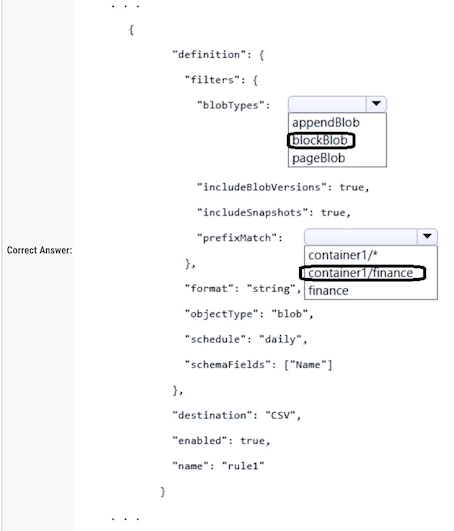 . . .
{
"definition": {
"filters": {
"blobTypes":
appendBlob
blockBlob
pageBlob
"includeBlobVersions": true,
"includeSnapshots": true,
"prefixMatch":
container1/*
Correct Answer:
},
container1/finance
"format": "string",
finance
"objectType": "blob",
"schedule": "daily",
"schemaFields": ["Name"]
},
"destination": "CSV",
"enabled": true,
"name": "rule1"
}
. . .